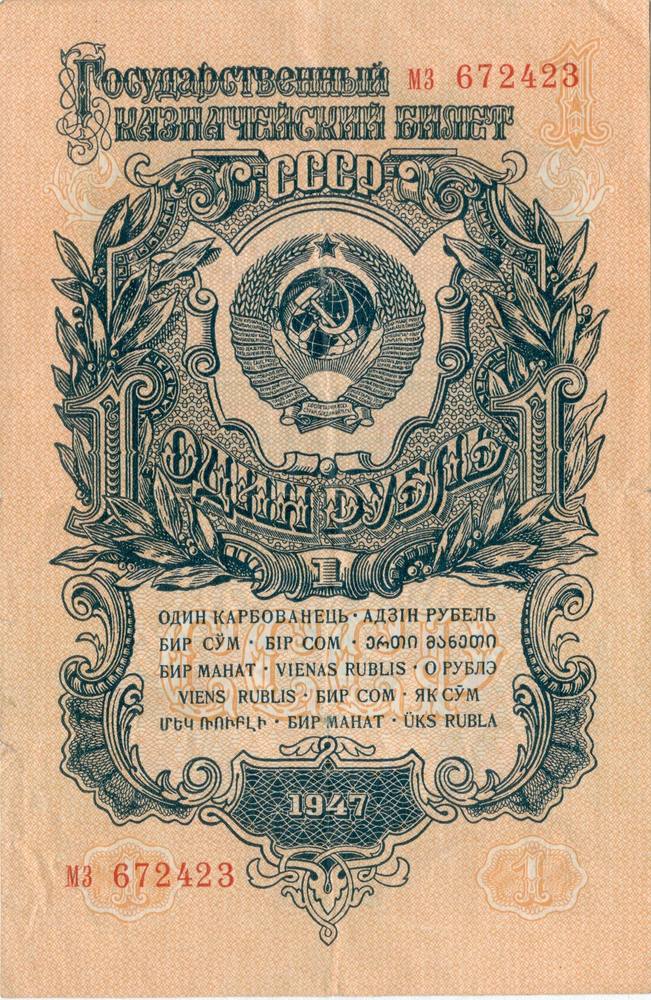 Государственный мз 672423
казначейский билет
СССР
1 1
ОДИН РУБЛЬ
1
ОДИН КАРБОВАНЕЦЬ · АДЗІН РУБЕЛЬ
БИР СЎМ · БІР СОМ · ᲔᲠᲗᲘ ᲛᲐᲜᲔᲗᲘ
БИР МАНАТ · VIENAS RUBLIS · О РУБЛЭ
VIENS RUBLIS · БИР СОМ · ЯК СӮМ
ՄԵԿ ՌՈՒԲԼԻ · БИР МАНАТ · ÜKS RUBLA
1947
мз 672423 1